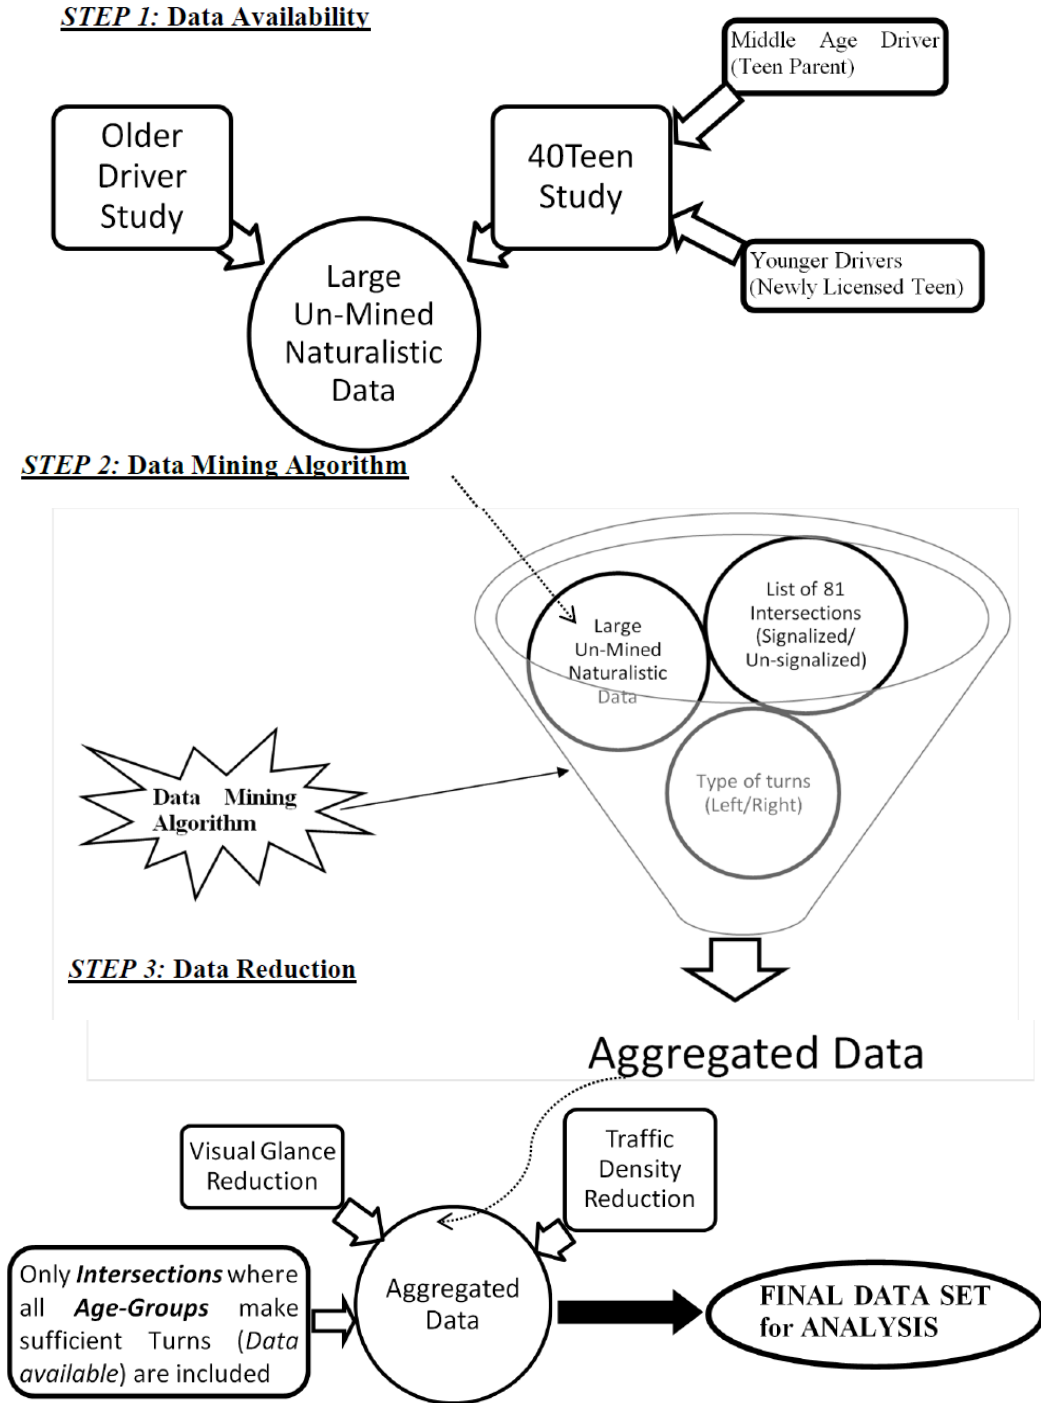 STEP 1: Data Availability
Middle Age Driver
(Teen Parent)
Older
Driver
Study
40Teen
Study
Younger Drivers
(Newly Licensed Teen)
Large
Un-Mined
Naturalistic
Data
STEP 2: Data Mining Algorithm
List of 81
Intersections
(Signalized/
Un-signalized)
Large
Un-Mined
Naturalistic
Data
Type of turns
(Left/Right)
Data Mining
Algorithm
STEP 3: Data Reduction
Aggregated Data
Visual Glance
Reduction
Traffic
Density
Reduction
Only Intersections where
all Age-Groups make
sufficient Turns (Data
available) are included
Aggregated
Data
FINAL DATA SET
for ANALYSIS